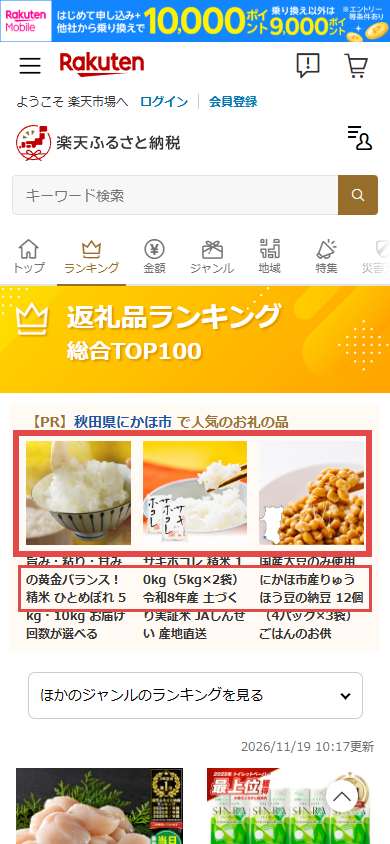 Rakuten
Mobile
はじめて申し込み+
他社から乗り換えで
10,000ポイント
乗り換え以外は
9,000ポイント
※エントリー
等条件あり
Rakuten
ようこそ 楽天市場へ ログイン 会員登録
楽天ふるさと納税
キーワード検索
トップ ランキング 金額 ジャンル 地域 特集 災害
返礼品ランキング
総合TOP100
【PR】秋田県にかほ市 で人気のお礼の品
サキホコレ
旨み・粘り・甘み
の黄金バランス!
精米 ひとめぼれ 5
kg・10kg お届け
回数が選べる
サキホコレ 精米 1
0kg（5kg×2袋）
令和8年産 土づく
り実証米 JAしんせ
い 産地直送
国産大豆のみ使用
にかほ市産りゅう
ほう豆の納豆 12個
（4パック×3袋）
ごはんのお供
ほかのジャンルのランキングを見る
2026/11/19 10:17更新
最上位獲得
SINRA